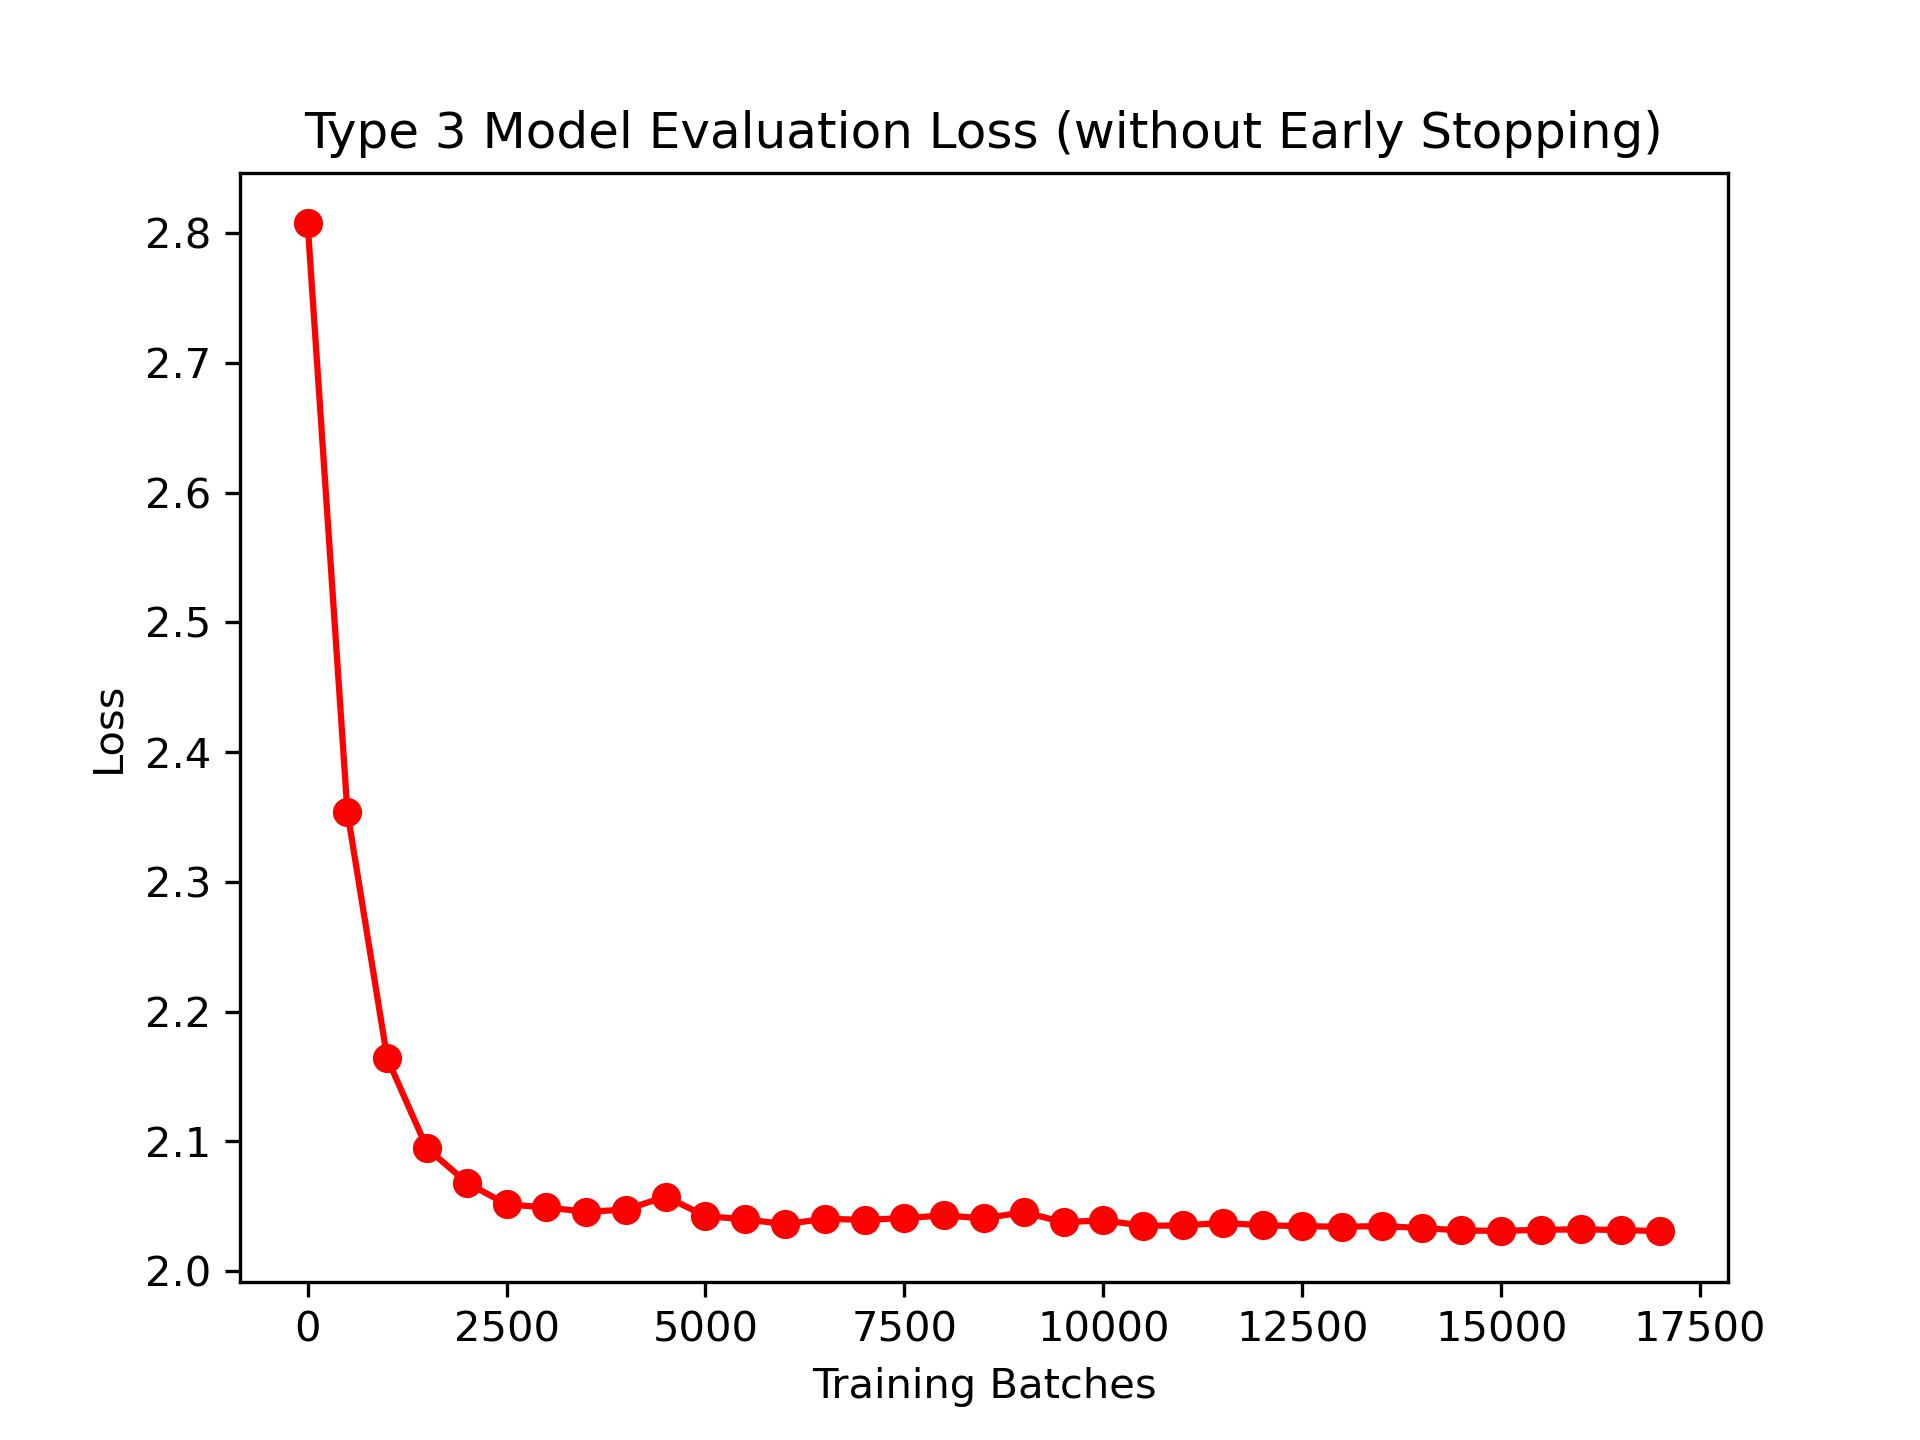 Type 3 Model Evaluation Loss (without Early Stopping)
2.8
2.7
2.6
2.5
2.4
2.3
2.2
2.1
2.0
Loss
0 2500 5000 7500 10000 12500 15000 17500
Training Batches